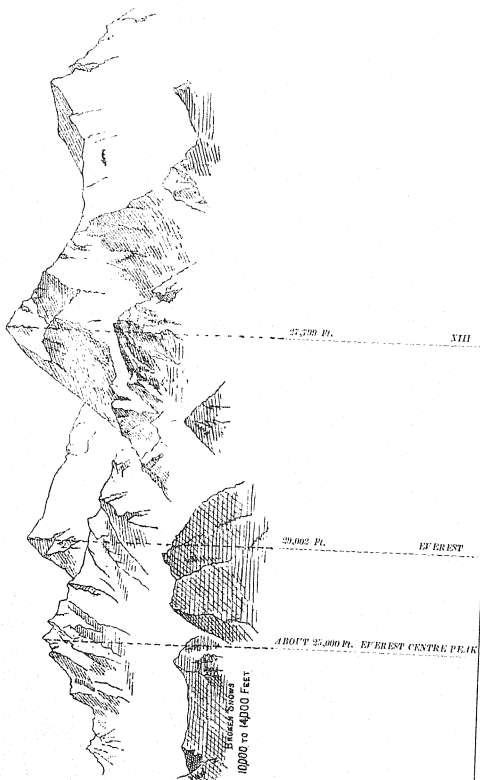 27,799 Ft. XIII
29,002 Ft. EVEREST
ABOUT 25,000 Ft. EVEREST CENTRE PEAK
BROKEN SNOWS
10,000 TO 14,000 FEET